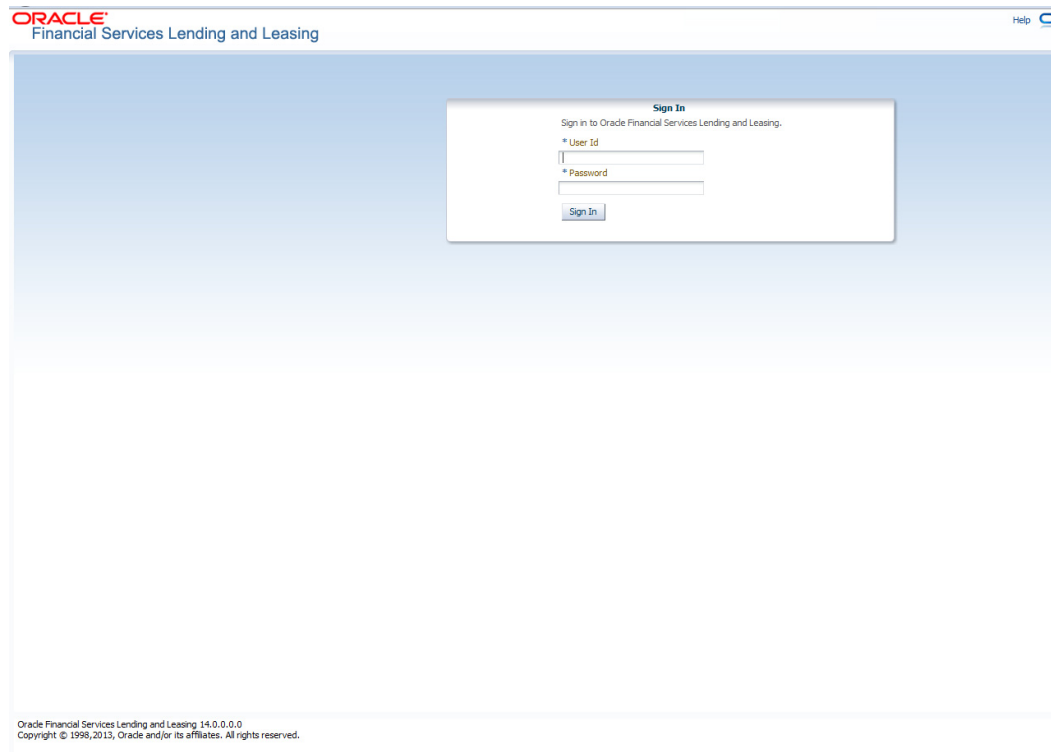 ORACLE
Financial Services Lending and Leasing
Help
Sign In
Sign in to Oracle Financial Services Lending and Leasing.
* User Id
* Password
Sign In
Oracle Financial Services Lending and Leasing 14.0.0.0.0
Copyright © 1998,2013, Oracle and/or its affiliates. All rights reserved.